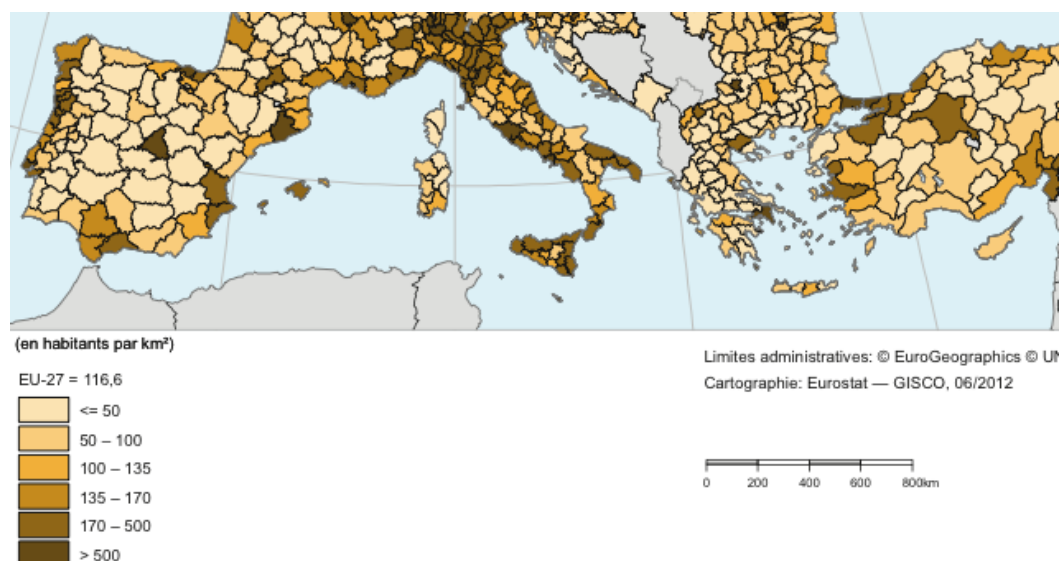 (en habitants par km²)
EU-27 = 116,6
<= 50
50 – 100
100 – 135
135 – 170
170 – 500
> 500
Limites administratives: © EuroGeographics © UN
Cartographie: Eurostat — GISCO, 06/2012
0 200 400 600 800km